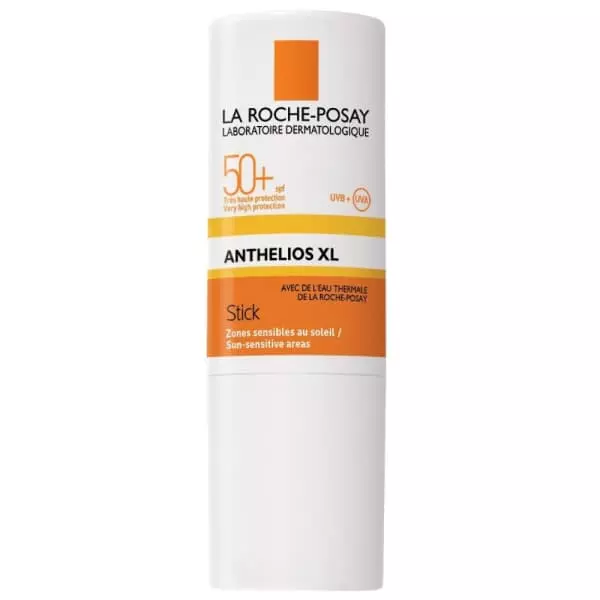 LA ROCHE-POSAY
LABORATOIRE DERMATOLOGIQUE
50+ spf
Très haute protection
Very high protection
UVB + UVA
ANTHELIOS XL
AVEC DE L'EAU THERMALE
DE LA ROCHE-POSAY
Stick
Zones sensibles au soleil /
Sun-sensitive areas